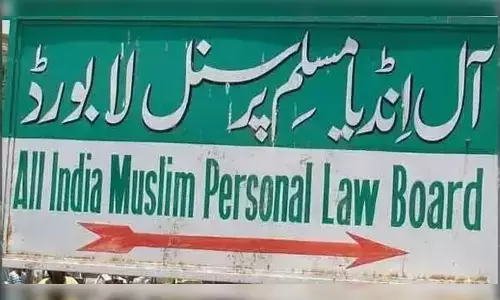 آل انڈیا مسلم پرسنل لا بورڈ
All India Muslim Personal Law Board